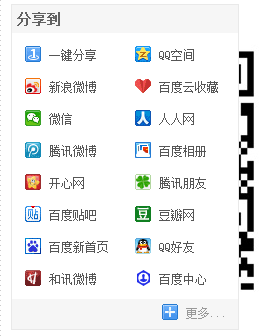 分享到
一键分享 QQ空间
新浪微博 百度云收藏
微信 人人网
腾讯微博 百度相册
开心网 腾讯朋友
百度贴吧 豆瓣网
百度新首页 QQ好友
和讯微博 百度中心
更多...